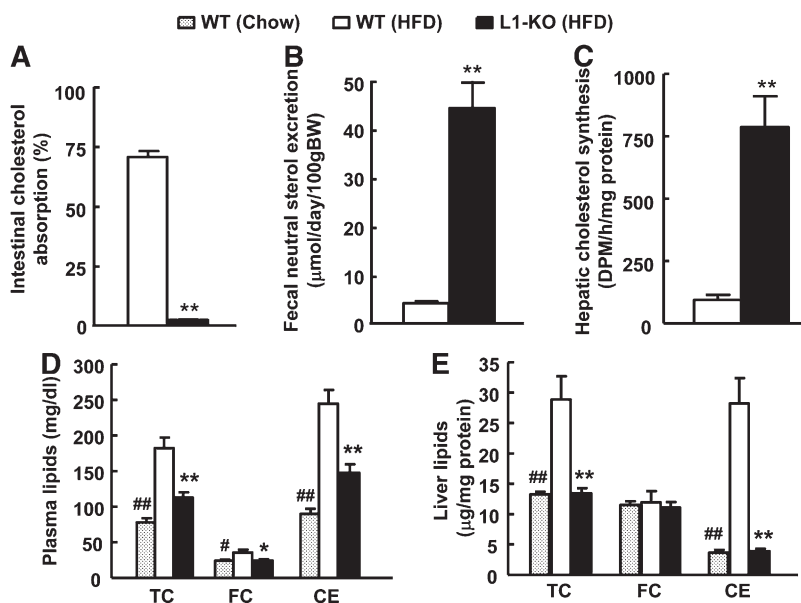 WT (Chow) WT (HFD) L1-KO (HFD)
A
Intestinal cholesterol
absorption (%)
100
75
50
25
0
**
B
Fecal neutral sterol excretion
(μmol/day/100gBW)
50
40
30
20
10
0
**
C
Hepatic cholesterol synthesis
(DPM/h/mg protein)
1000
750
500
250
0
**
D
Plasma lipids (mg/dl)
300
250
200
150
100
50
0
## ** # * ## **
TC FC CE
E
Liver lipids
(μg/mg protein)
35
30
25
20
15
10
5
0
## ** ## **
TC FC CE